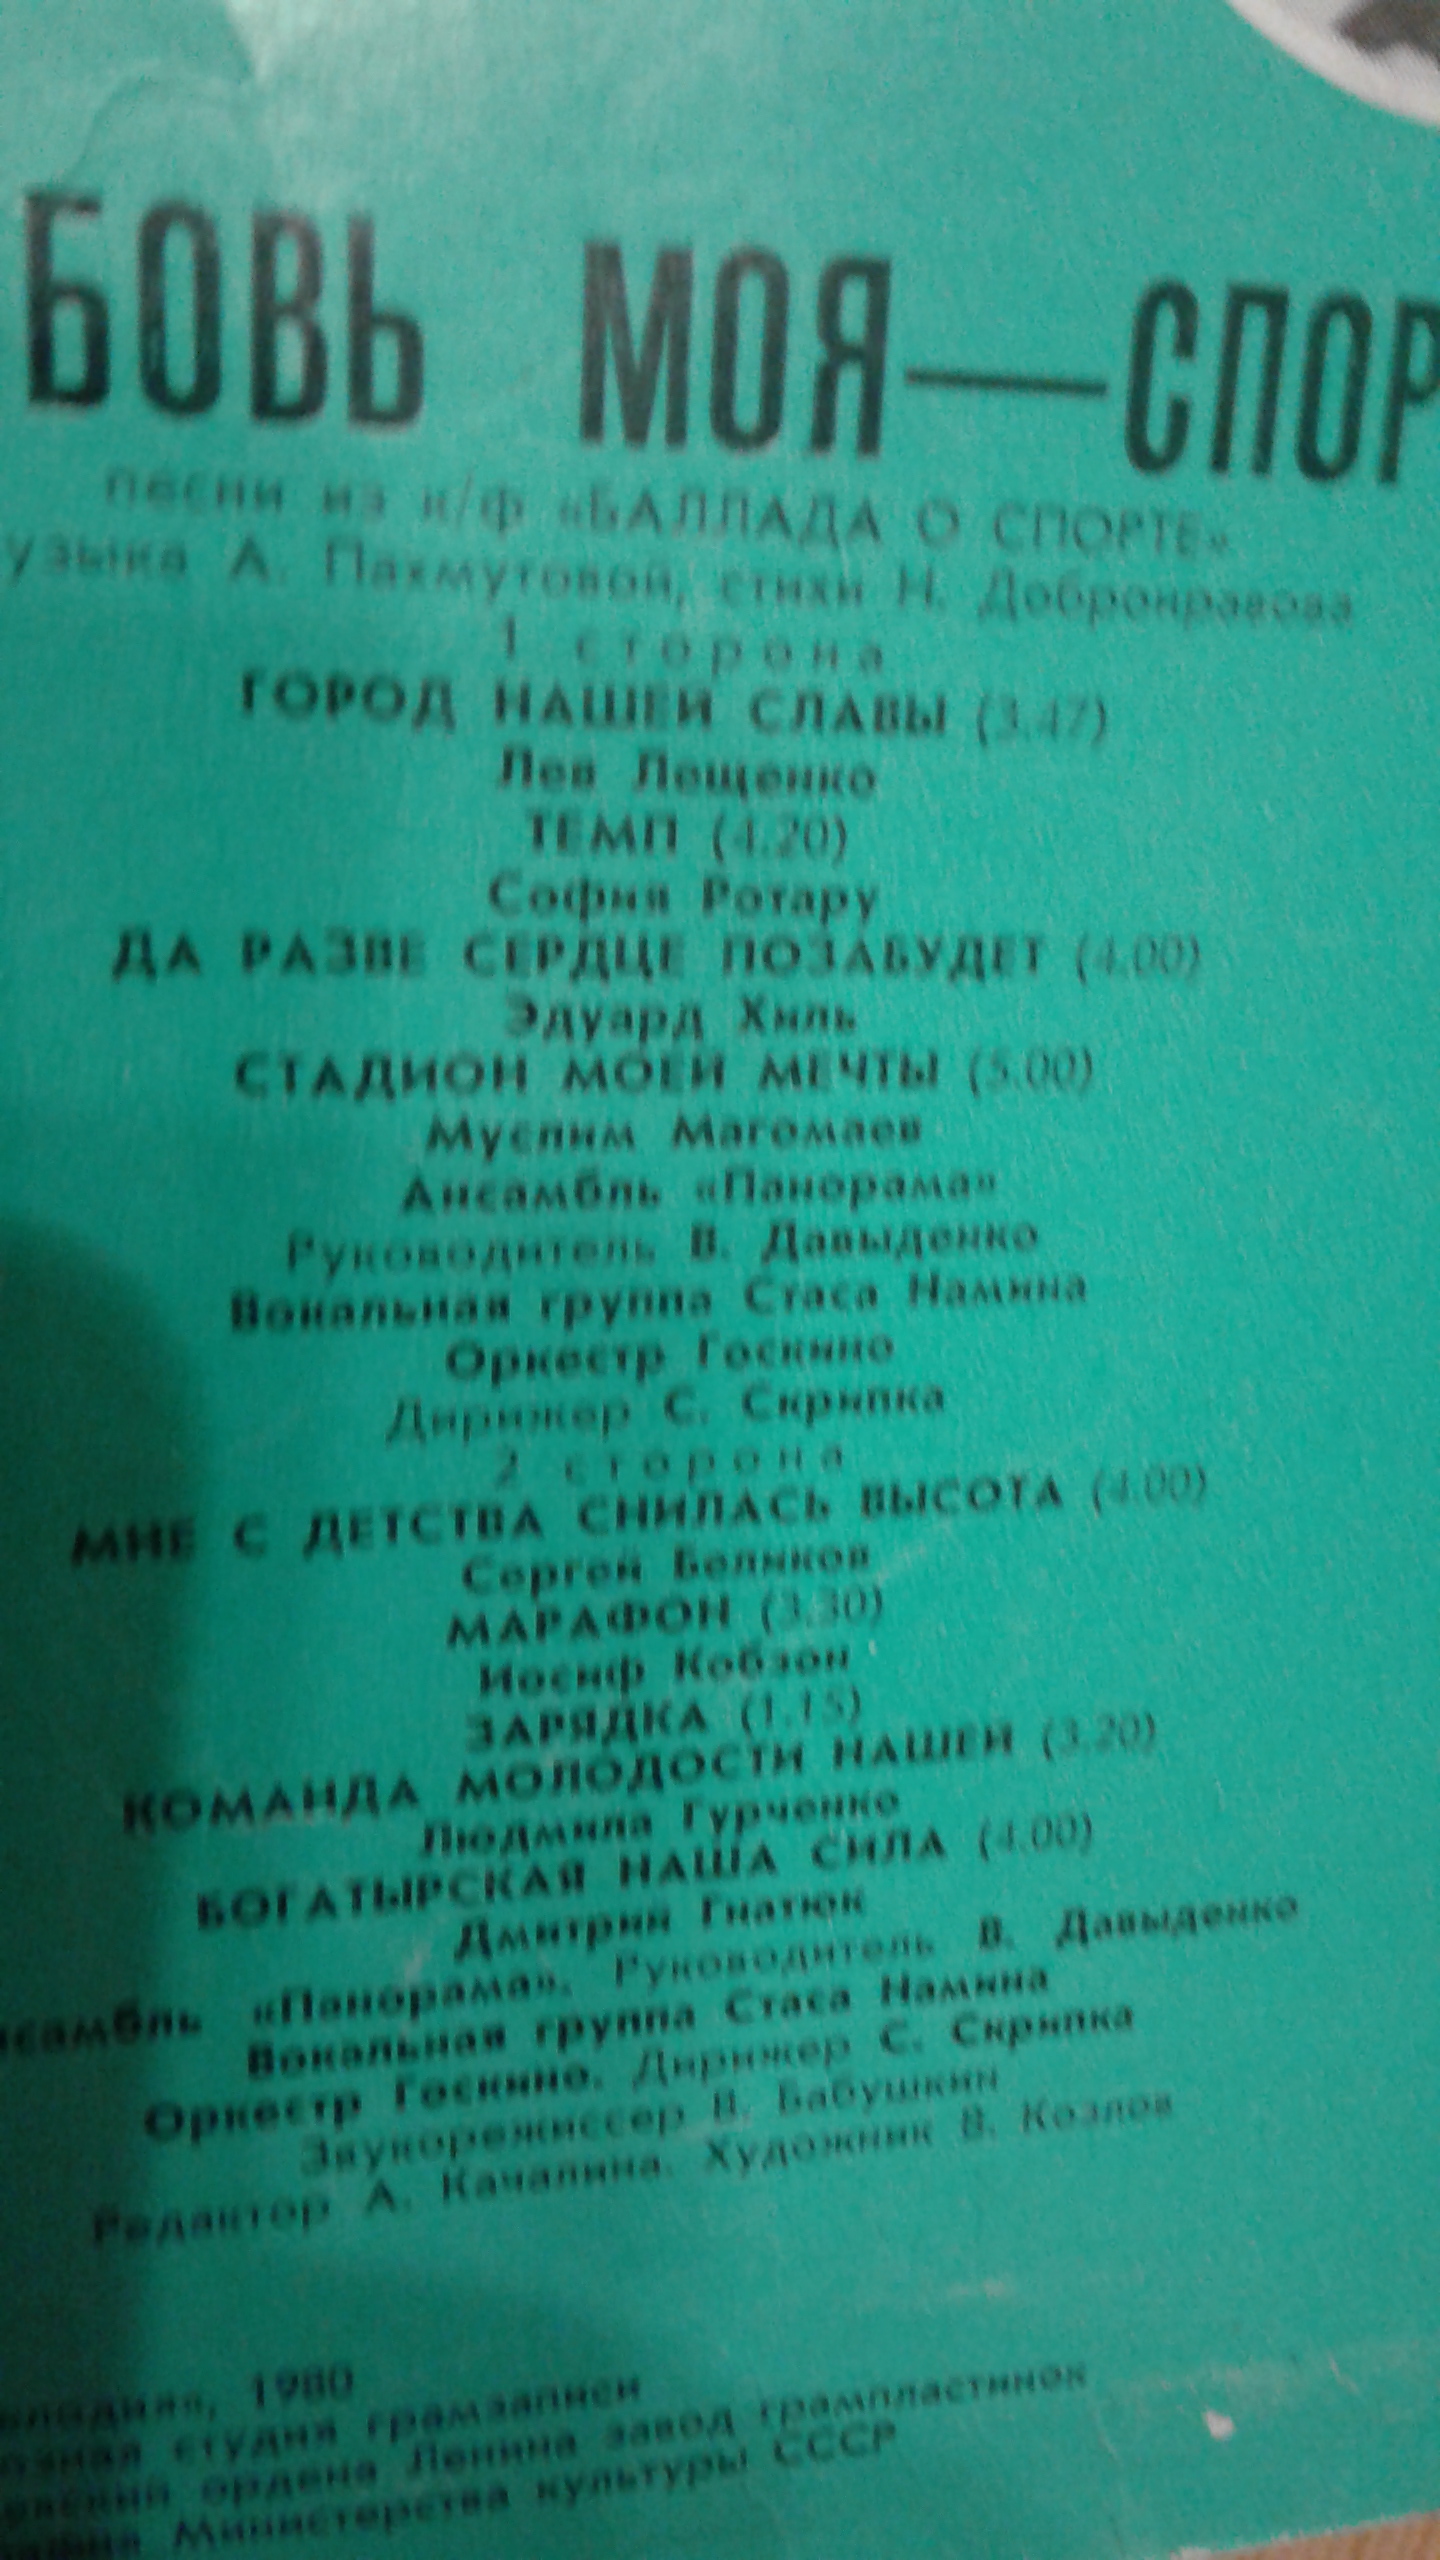 БОВЬ МОЯ—СПОР
песни из к/ф «БАЛЛАДА О СПОРТЕ»
узыка А. Пахмутовой, стихи Н. Добронравова
1 сторона
ГОРОД НАШЕЙ СЛАВЫ (3.47)
Лев Лещенко
ТЕМП (4.20)
София Ротару
ДА РАЗВЕ СЕРДЦЕ ПОЗАБУДЕТ (4.00)
Эдуард Хиль
СТАДИОН МОЕЙ МЕЧТЫ (5.00)
Муслим Магомаев
Ансамбль «Панорама»
Руководитель В. Давыденко
Вокальная группа Стаса Намина
Оркестр Госкино
Дирижер С. Скрипка
2 сторона
МНЕ С ДЕТСТВА СНИЛАСЬ ВЫСОТА (4.00)
Сергей Беликов
МАРАФОН (3.30)
Иосиф Кобзон
ЗАРЯДКА (1.15)
КОМАНДА МОЛОДОСТИ НАШЕЙ (3.20)
Людмила Гурченко
БОГАТЫРСКАЯ НАША СИЛА (4.00)
Дмитрий Гнатюк
нсамбль «Панорама». Руководитель В. Давыденко
Вокальная группа Стаса Намина
Оркестр Госкино. Дирижер С. Скрипка
Звукорежиссер В. Бабушкин
Редактор А. Качалина. Художник В. Козлов
елодия», 1980
юзная студия грамзаписи
евский ордена Ленина завод грампластинок
Министерства культуры СССР